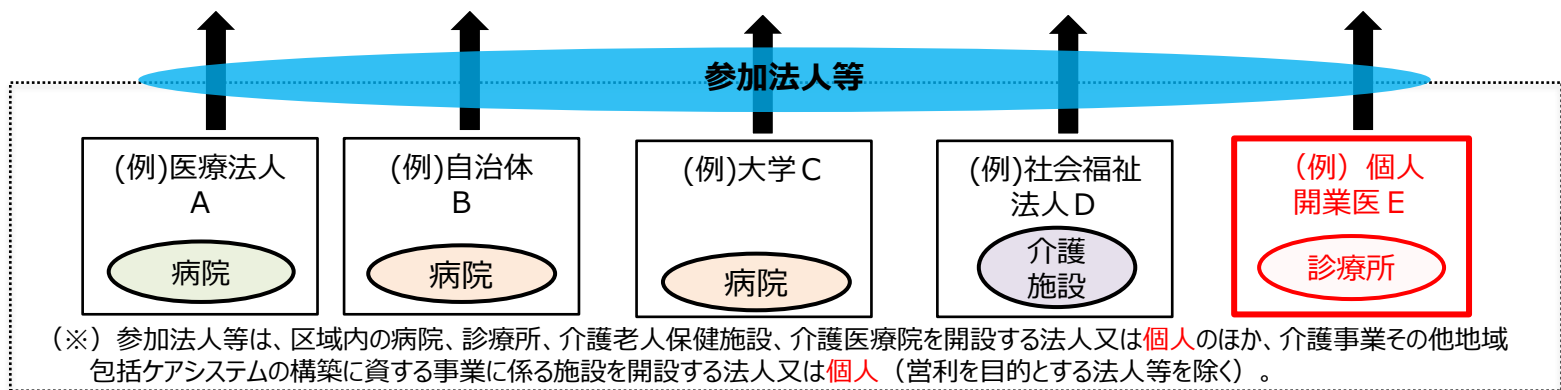 参加法人等
(例)医療法人
A
病院
(例)自治体
B
病院
(例)大学C
病院
(例)社会福祉
法人D
介護
施設
（例）個人
開業医E
診療所
（※）参加法人等は、区域内の病院、診療所、介護老人保健施設、介護医療院を開設する法人又は個人のほか、介護事業その他地域
包括ケアシステムの構築に資する事業に係る施設を開設する法人又は個人（営利を目的とする法人等を除く）。